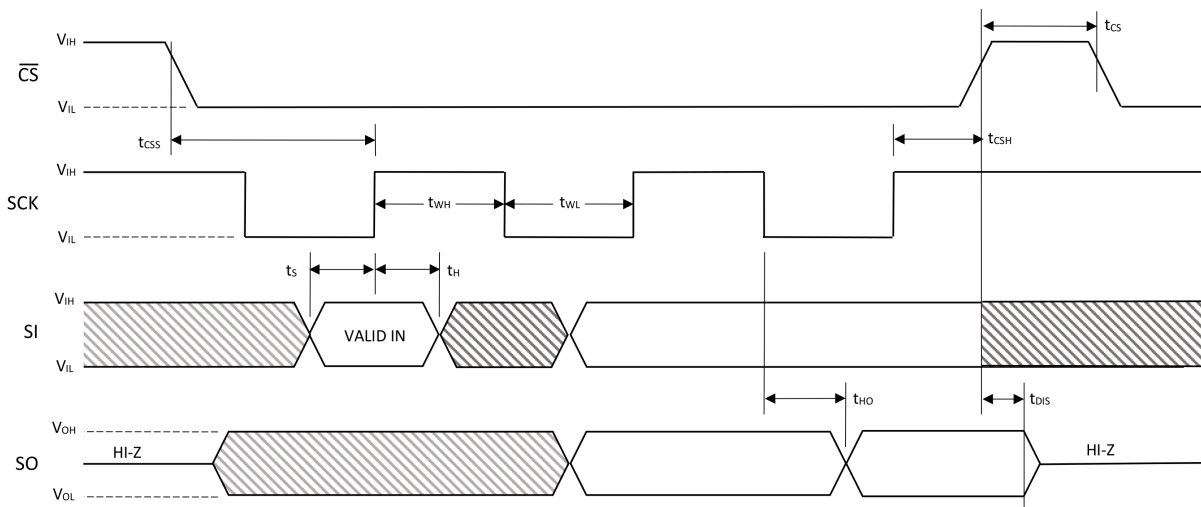 VIH
tCS
CS
VIL
tCSS
tCSH
VIH
SCK
tWH
tWL
VIL
tS
tH
VIH
SI
VALID IN
VIL
tHO
tDIS
VOH
HI-Z
HI-Z
SO
VOL